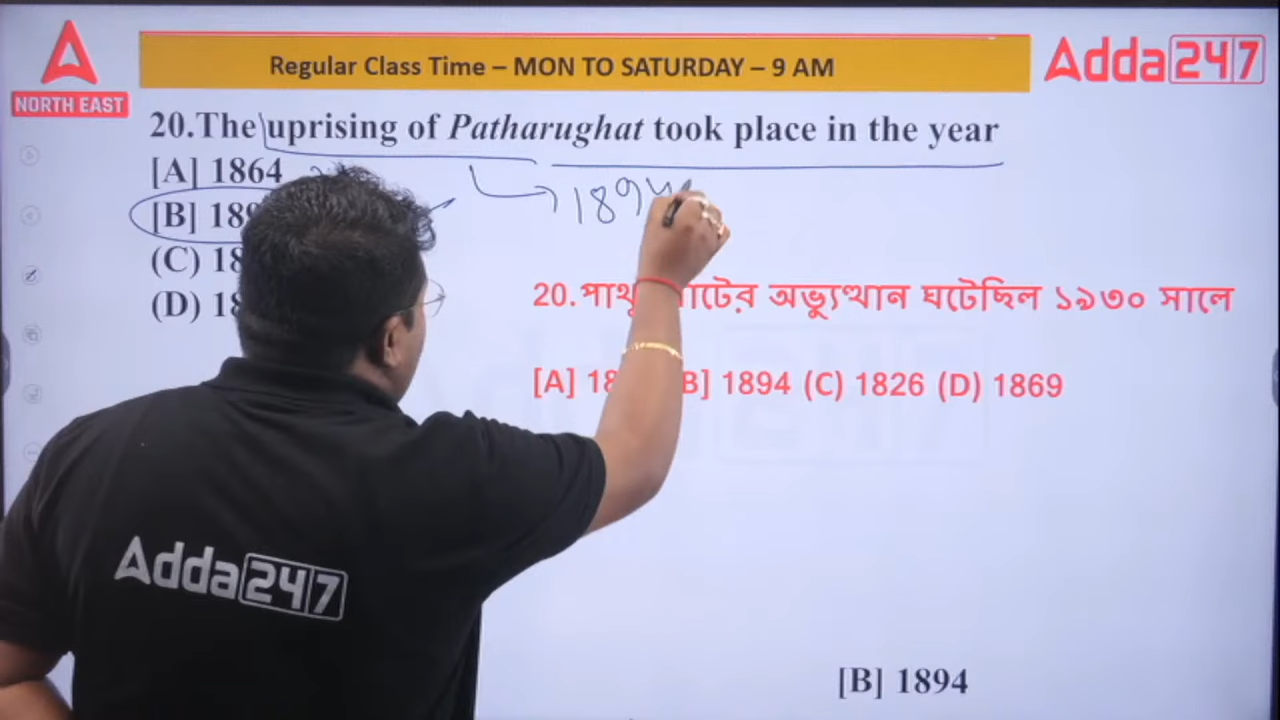 NORTH EAST
Regular Class Time – MON TO SATURDAY – 9 AM
Adda247
20.The uprising of Patharughat took place in the year
[A] 1864
[B] 189
(C) 18
(D) 18
1894
20.পাথ াটের অভ্যুত্থান ঘটেছিল ১৯৩০ সালে
[A] 18 B] 1894 (C) 1826 (D) 1869
Adda247
[B] 1894